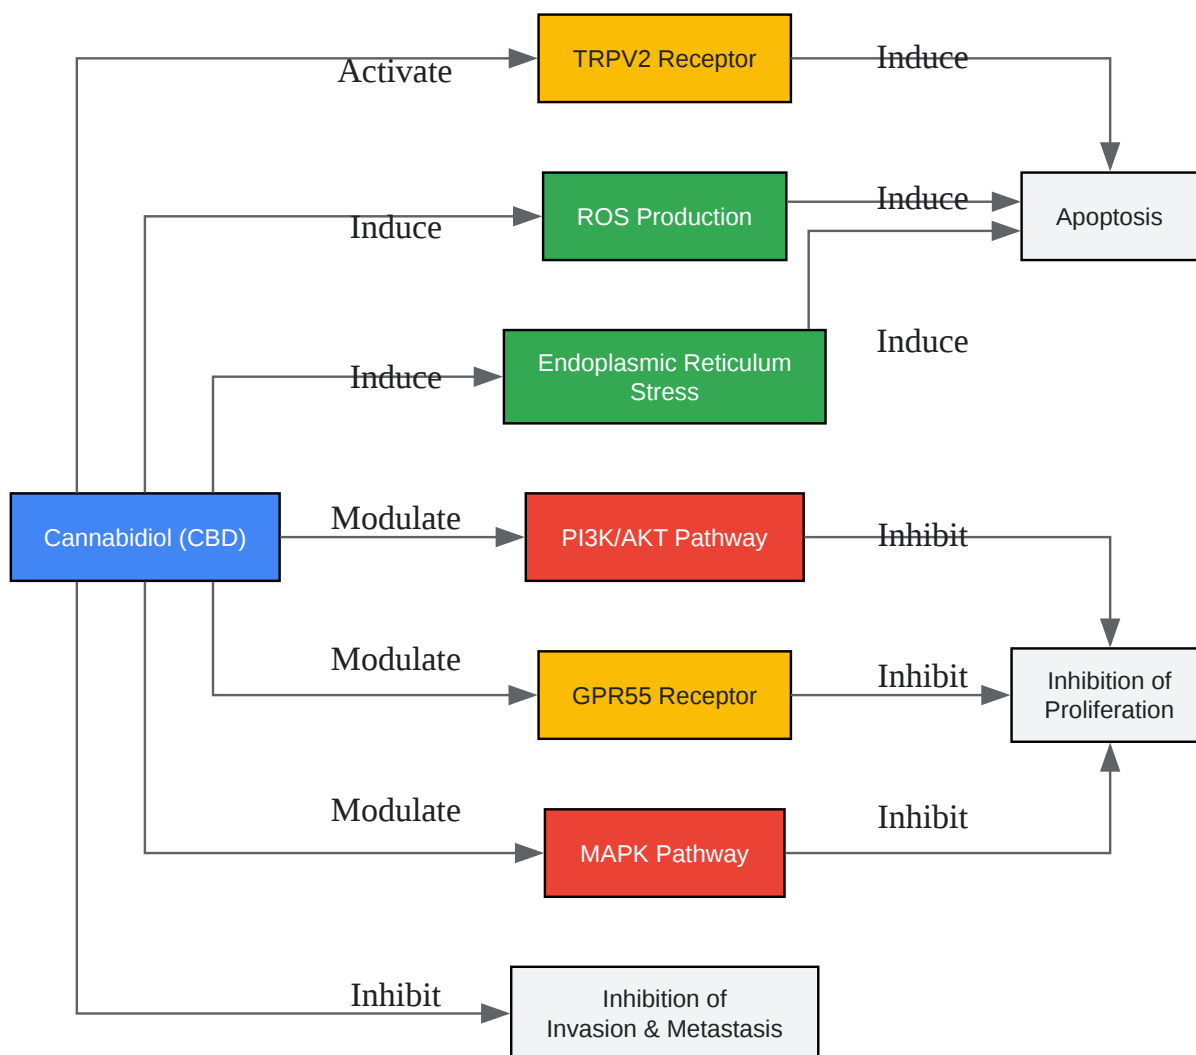 Activate
TRPV2 Receptor
Induce
Induce
ROS Production
Induce
Apoptosis
Induce
Endoplasmic Reticulum
Stress
Induce
Cannabidiol (CBD)
Modulate
PI3K/AKT Pathway
Inhibit
Modulate
GPR55 Receptor
Inhibit
Inhibition of
Proliferation
Modulate
MAPK Pathway
Inhibit
Inhibit
Inhibition of
Invasion & Metastasis